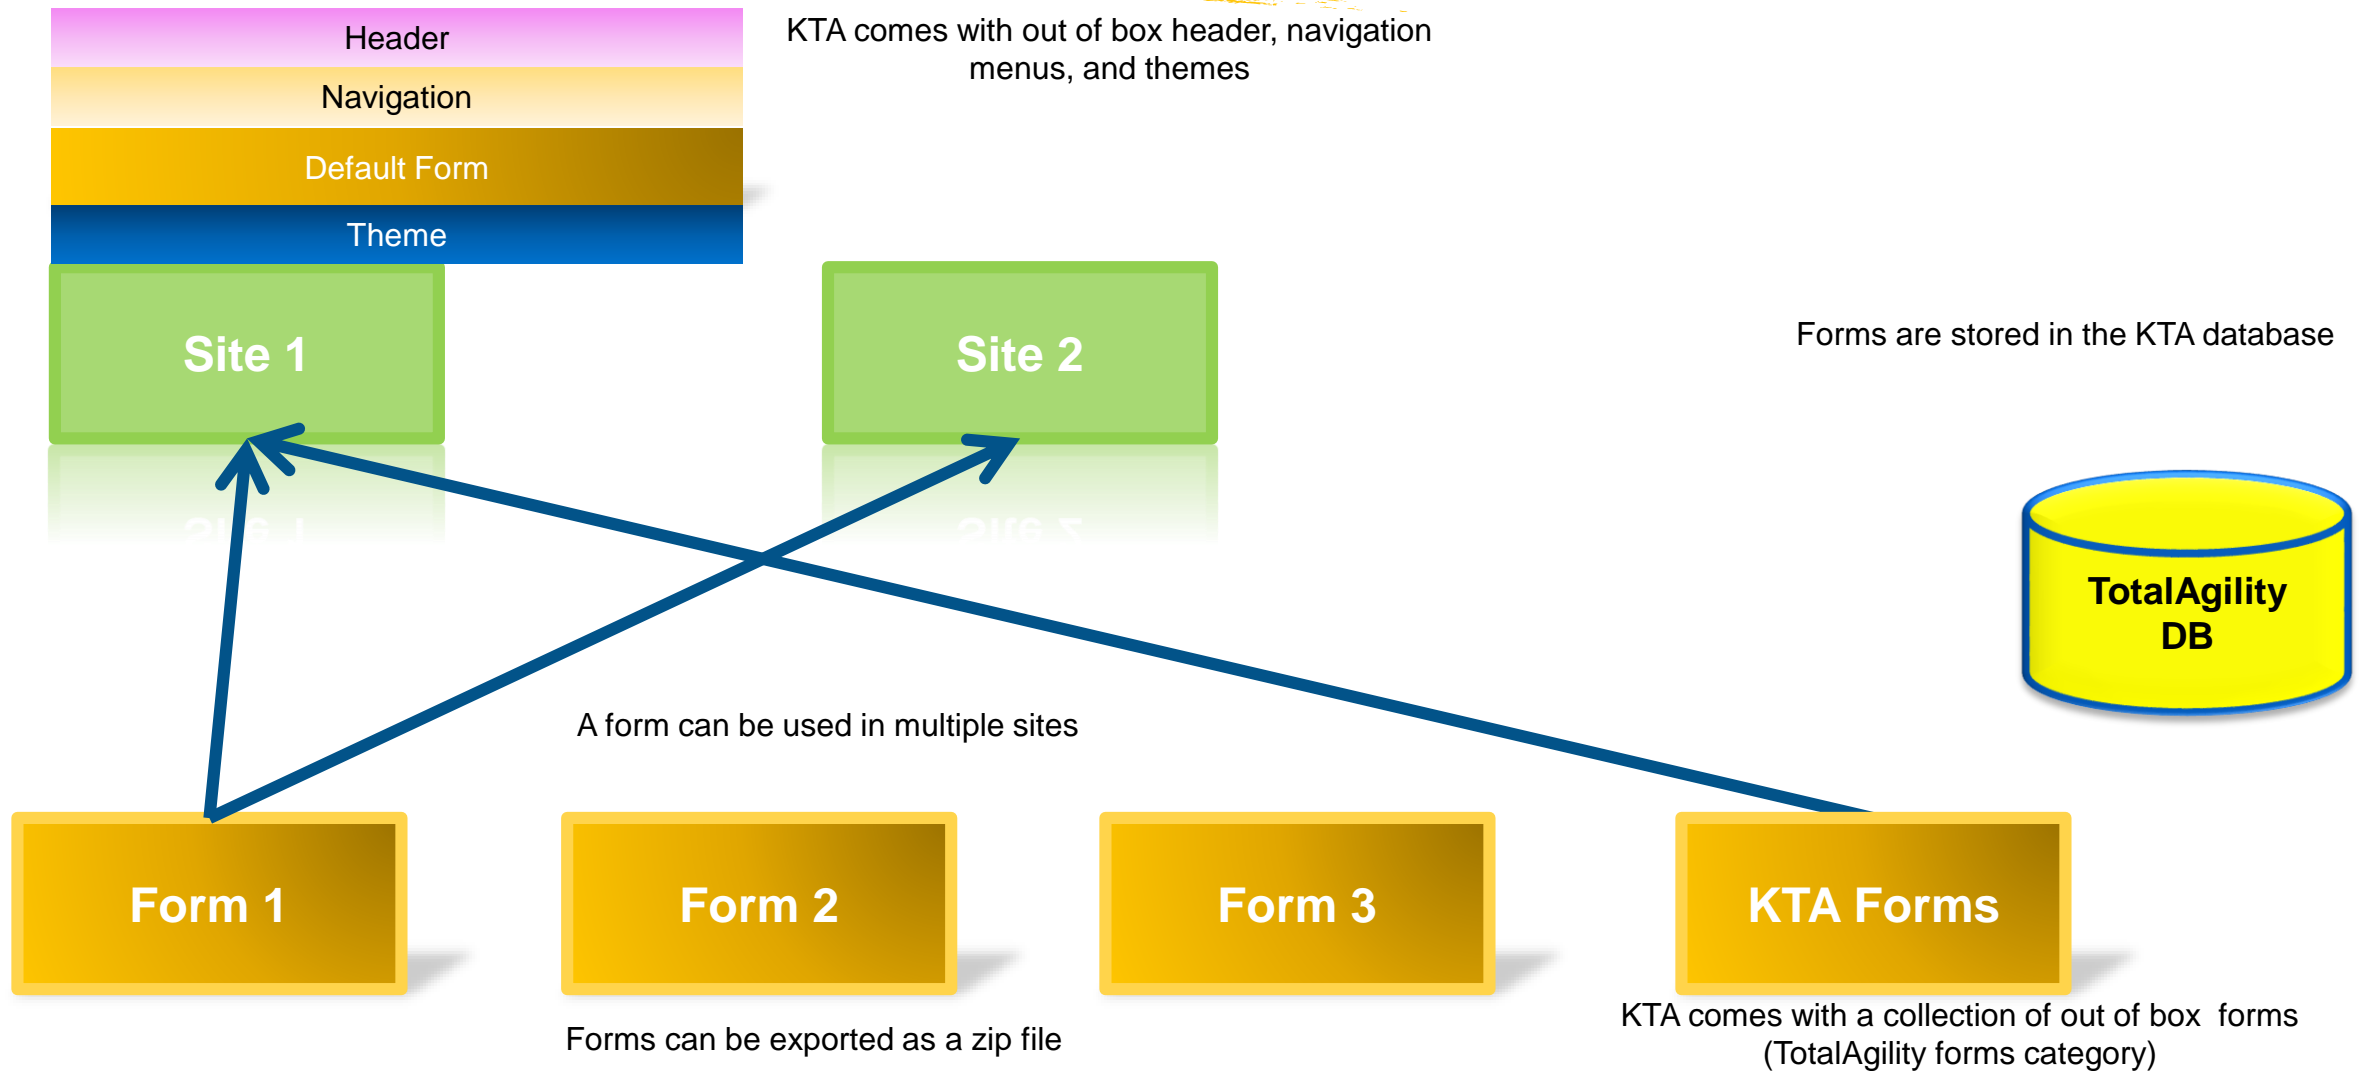 Header
KTA comes with out of box header, navigation
menus, and themes
Navigation
Default Form
Theme
Site 1
Site 2
Forms are stored in the KTA database
TotalAgility
DB
A form can be used in multiple sites
Form 1
Form 2
Form 3
KTA Forms
Forms can be exported as a zip file
KTA comes with a collection of out of box  forms
(TotalAgility forms category)